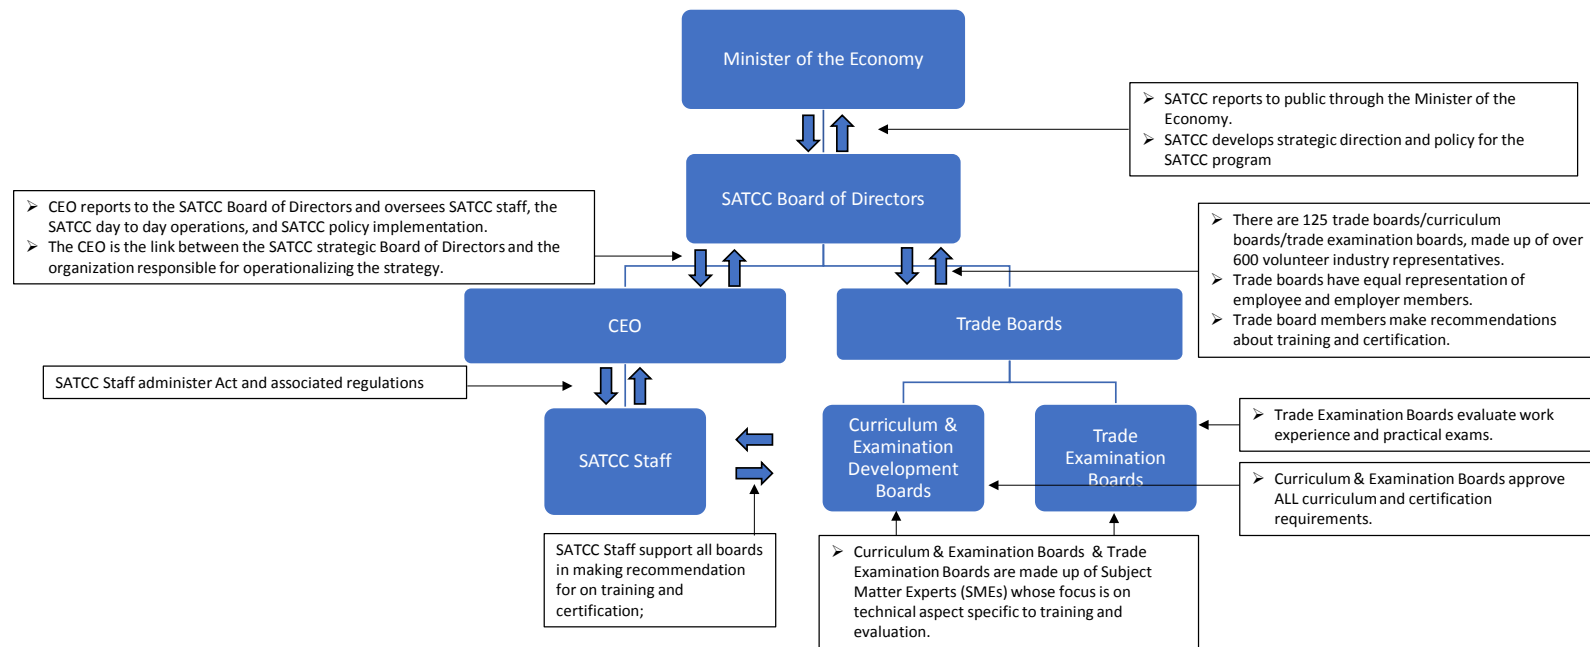 Minister of the Economy
➢ SATCC reports to public through the Minister of the
Economy.
➢ SATCC develops strategic direction and policy for the
SATCC program
SATCC Board of Directors
➢ CEO reports to the SATCC Board of Directors and oversees SATCC staff, the
SATCC day to day operations, and SATCC policy implementation.
➢ The CEO is the link between the SATCC strategic Board of Directors and the
organization responsible for operationalizing the strategy.
➢ There are 125 trade boards/curriculum
boards/trade examination boards, made up of over
600 volunteer industry representatives.
➢ Trade boards have equal representation of
employee and employer members.
➢ Trade board members make recommendations
about training and certification.
CEO
Trade Boards
SATCC Staff administer Act and associated regulations
SATCC Staff
Curriculum &
Examination
Development
Boards
Trade
Examination
Boards
➢ Trade Examination Boards evaluate work
experience and practical exams.
➢ Curriculum & Examination Boards approve
ALL curriculum and certification
requirements.
SATCC Staff support all boards
in making recommendation
for on training and
certification;
➢ Curriculum & Examination Boards & Trade
Examination Boards are made up of Subject
Matter Experts (SMEs) whose focus is on
technical aspect specific to training and
evaluation.